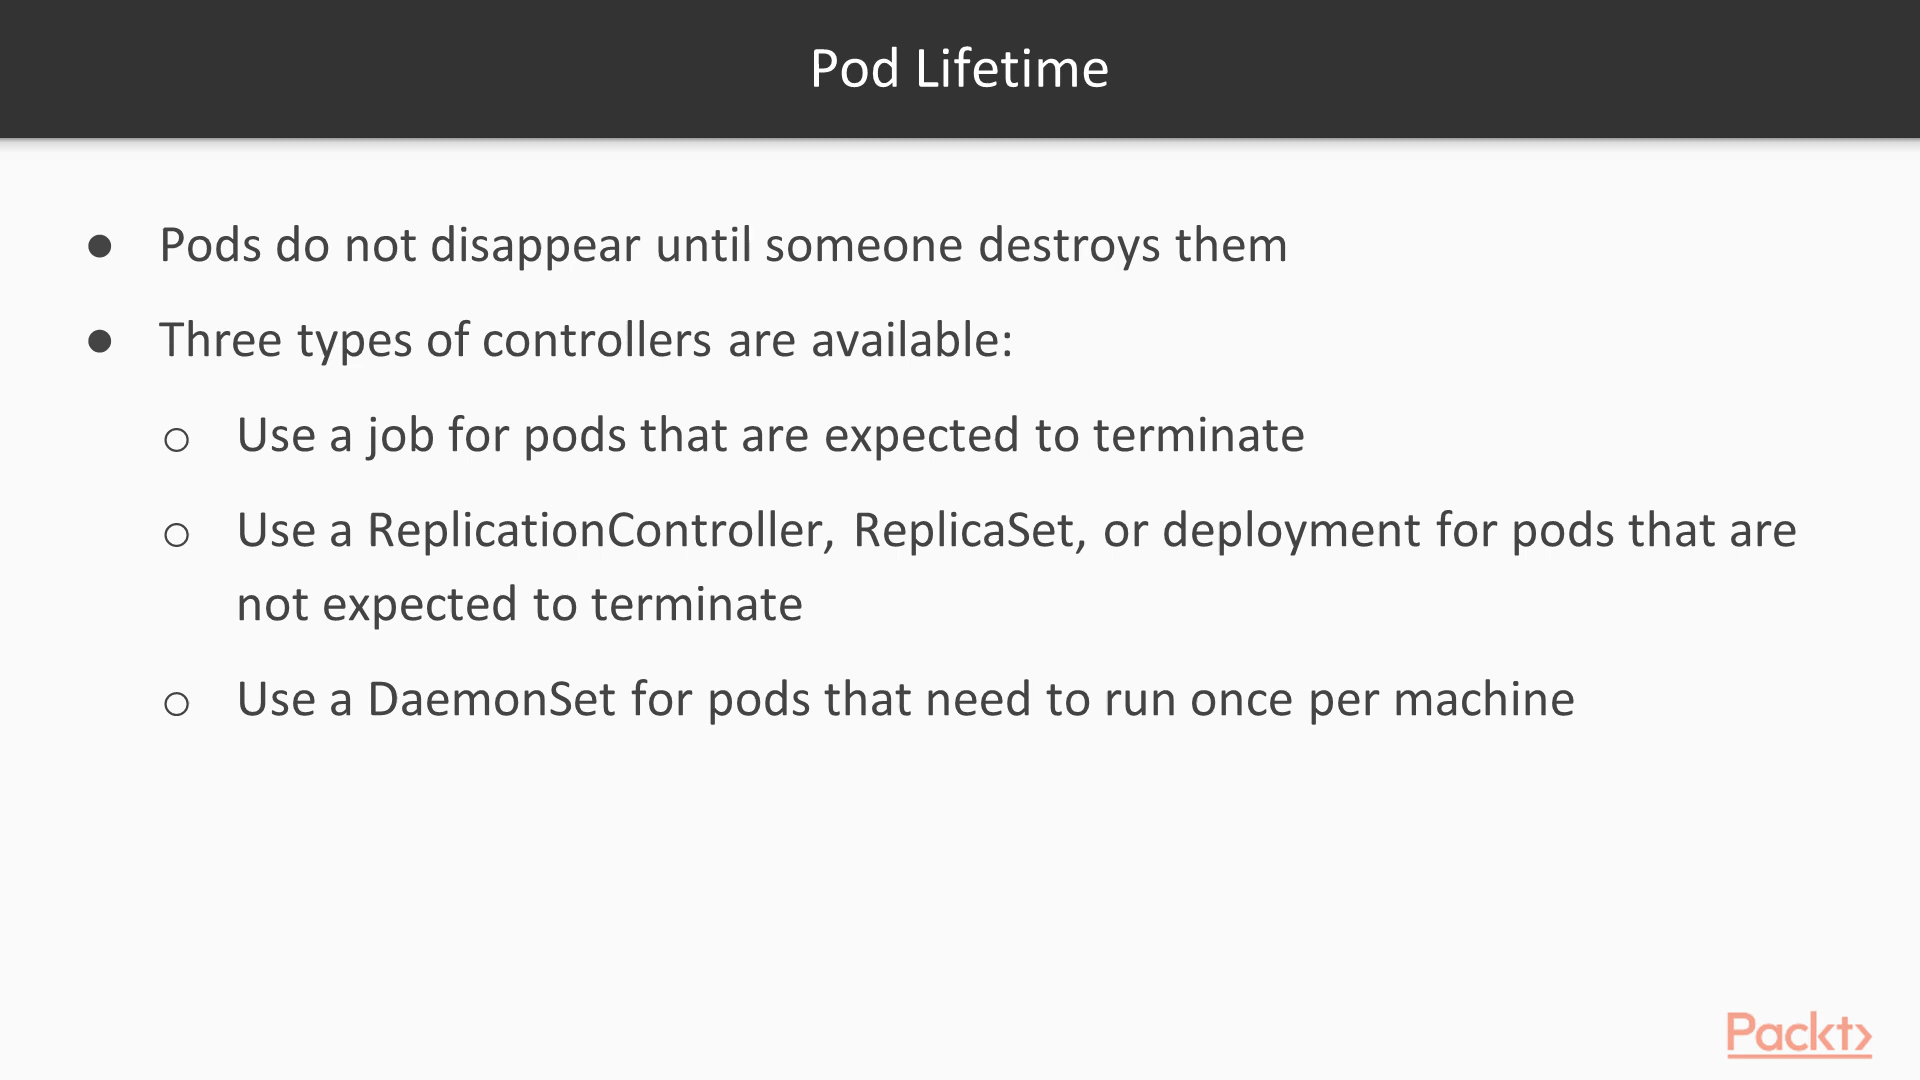 Pod Lifetime
● Pods do not disappear until someone destroys them
● Three types of controllers are available:
○ Use a job for pods that are expected to terminate
○ Use a ReplicationController, ReplicaSet, or deployment for pods that are
not expected to terminate
○ Use a DaemonSet for pods that need to run once per machine
Packt>